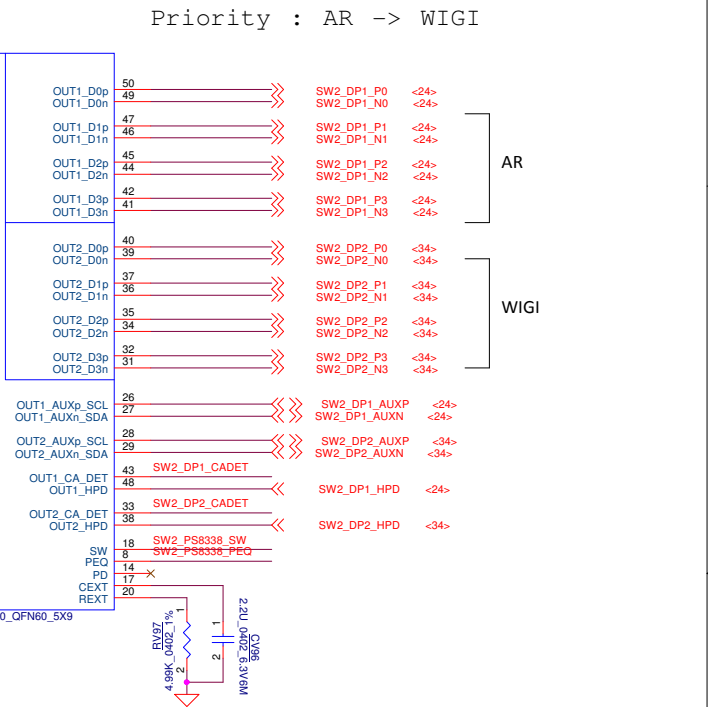 Priority : AR -> WIGI
OUT1_D0p 50 SW2_DP1_P0 <24>
OUT1_D0n 49 SW2_DP1_N0 <24>
OUT1_D1p 47 SW2_DP1_P1 <24>
OUT1_D1n 46 SW2_DP1_N1 <24>
OUT1_D2p 45 SW2_DP1_P2 <24>
OUT1_D2n 44 SW2_DP1_N2 <24>
AR
OUT1_D3p 42 SW2_DP1_P3 <24>
OUT1_D3n 41 SW2_DP1_N3 <24>
OUT2_D0p 40 SW2_DP2_P0 <34>
OUT2_D0n 39 SW2_DP2_N0 <34>
OUT2_D1p 37 SW2_DP2_P1 <34>
OUT2_D1n 36 SW2_DP2_N1 <34>
WIGI
OUT2_D2p 35 SW2_DP2_P2 <34>
OUT2_D2n 34 SW2_DP2_N2 <34>
OUT2_D3p 32 SW2_DP2_P3 <34>
OUT2_D3n 31 SW2_DP2_N3 <34>
OUT1_AUXp_SCL 26 SW2_DP1_AUXP <24>
OUT1_AUXn_SDA 27 SW2_DP1_AUXN <24>
OUT2_AUXp_SCL 28 SW2_DP2_AUXP <34>
OUT2_AUXn_SDA 29 SW2_DP2_AUXN <34>
OUT1_CA_DET 43 SW2_DP1_CADET
OUT1_HPD 48 SW2_DP1_HPD <24>
OUT2_CA_DET 33 SW2_DP2_CADET
OUT2_HPD 38 SW2_DP2_HPD <34>
SW 18 SW2_PS8338_SW
PEQ 8 SW2_PS8338_PEQ
PD 14
CEXT 17
REXT 20
0_QFN60_5X9
RV97
4.99K_0402_1%
1
2
1
2
CV96
2.2U_0402_6.3V6M